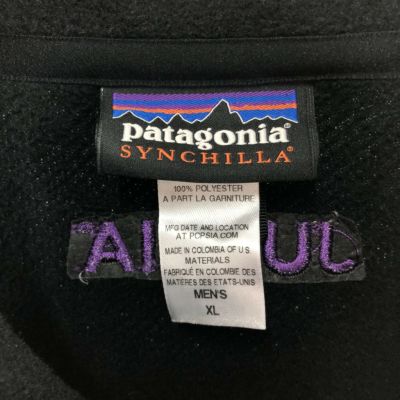 patagonia®
SYNCHILLA®
100% POLYESTER
A PART LA GARNITURE
MFG DATE AND LOCATION
AT POPSIA.COM
MADE IN COLOMBIA OF U.S
MATERIALS
FABRIQUÉ EN COLOMBIE DES
MATIÈRES DES ETATS-UNIS
MEN'S
XL